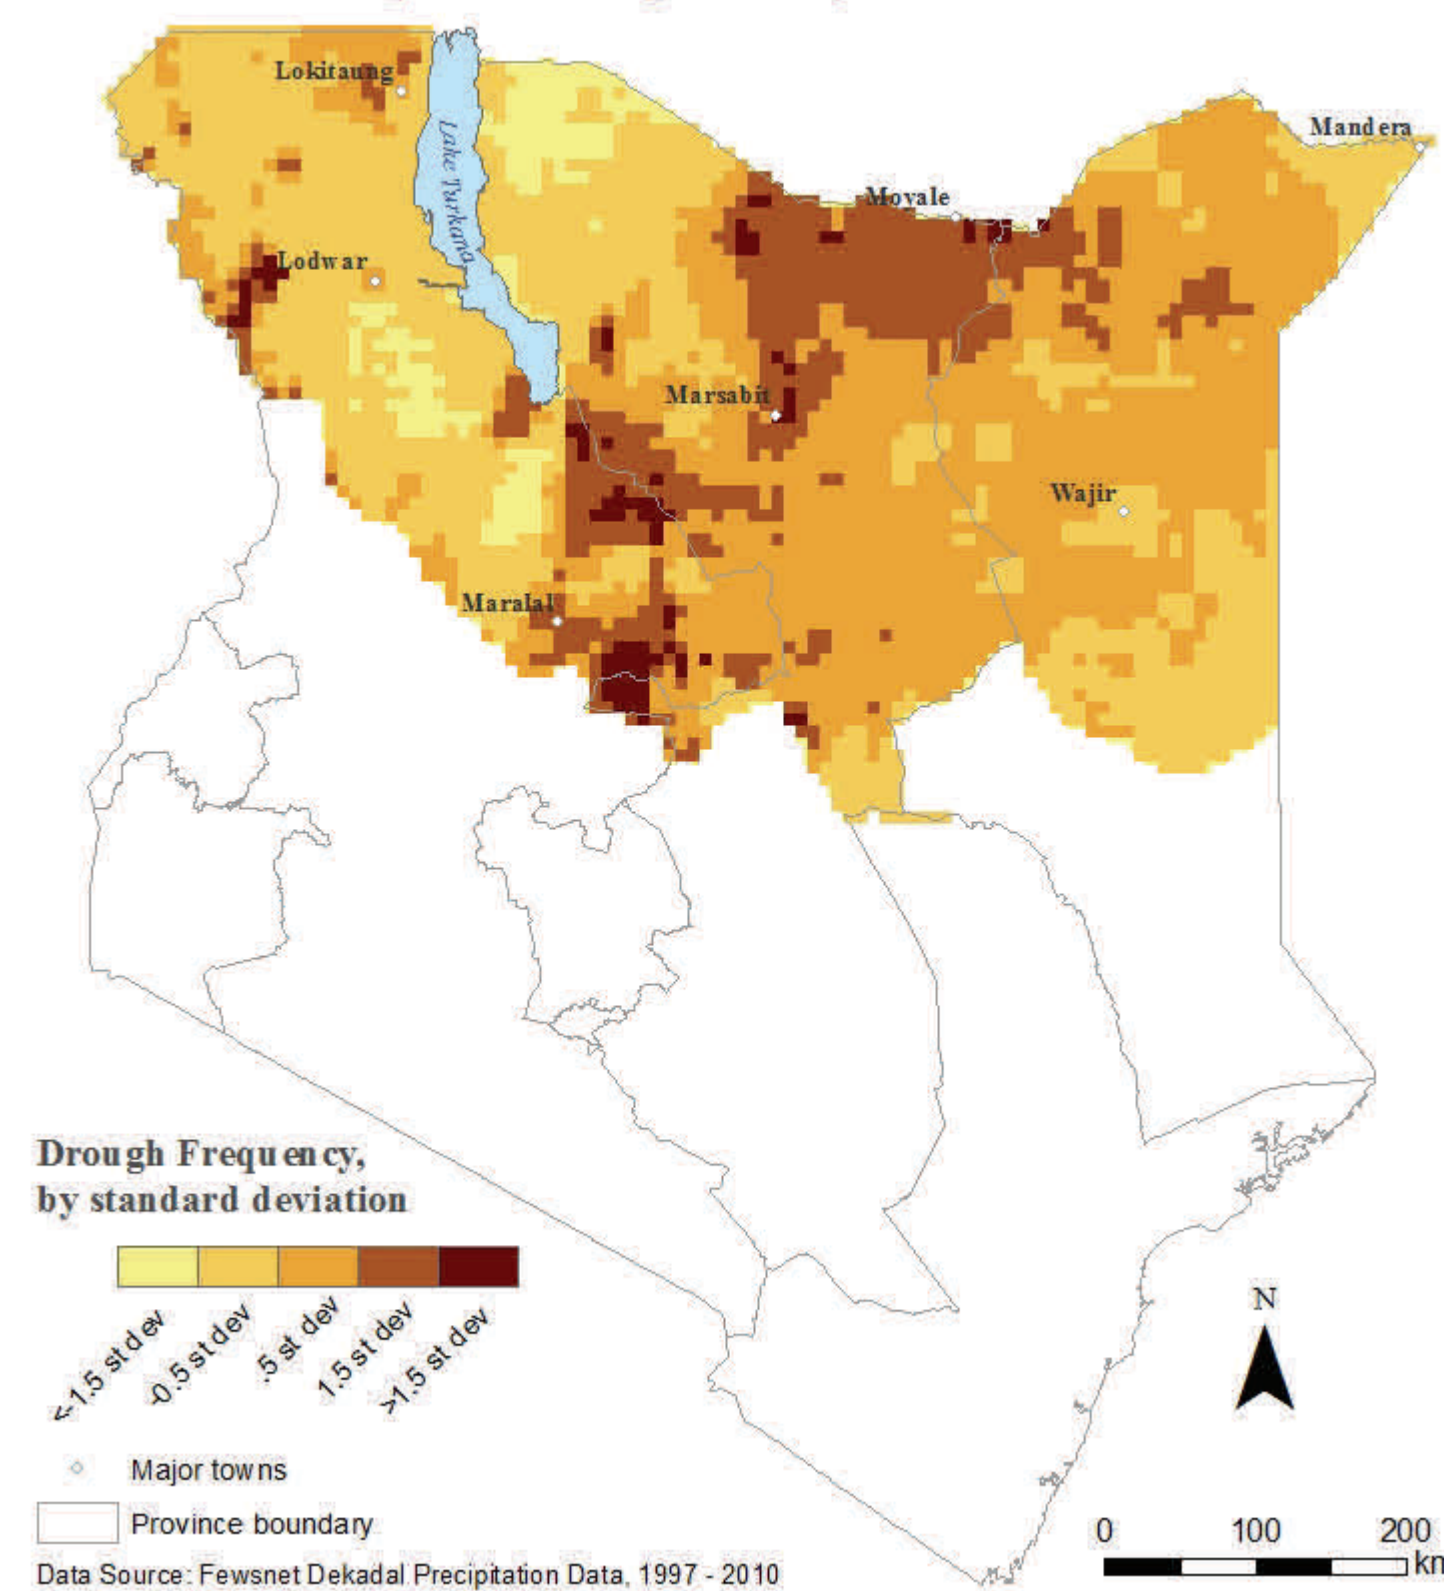 Lokitaung
Mandera
Lake Turkana
Moyale
Lodwar
Marsabit
Wajir
Maralal
Drough Frequency,
by standard deviation
<-1.5 st dev
-0.5 st dev
.5 st dev
1.5 st dev
>1.5 st dev
N
Major towns
Province boundary
0 100 200
km
Data Source: Fewsnet Dekadal Precipitation Data, 1997 - 2010